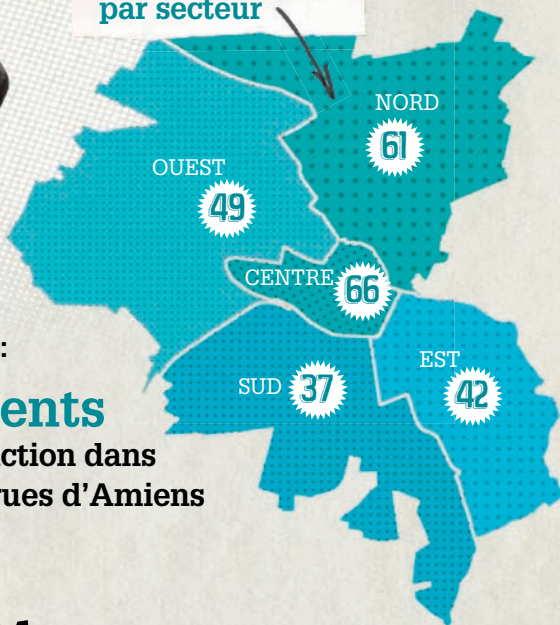 par secteur
NORD
61
OUEST
49
CENTRE
66
:
EST
42
SUD 37
ents
ction dans
ues d'Amiens